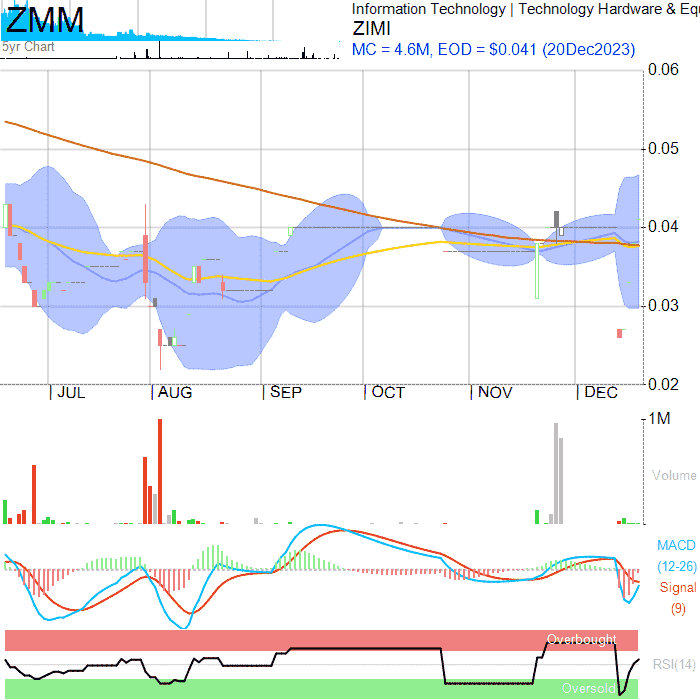 ZMM
5yr Chart
Information Technology | Technology Hardware & Equ
ZIMI
MC = 4.6M, EOD = $0.041 (20Dec2023)
0.06
0.05
0.04
0.03
0.02
JUL AUG SEP OCT NOV DEC
1M
Volume
MACD
(12-26)
Signal
(9)
Overbought
RSI(14)
Oversold